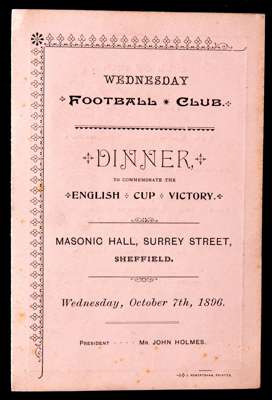 WEDNESDAY
FOOTBALL CLUB.
DINNER,
TO COMMEMORATE THE
ENGLISH CUP VICTORY.
MASONIC HALL, SURREY STREET,
SHEFFIELD.
Wednesday, October 7th, 1896.
PRESIDENT .... MR. JOHN HOLMES.
PRINTER.